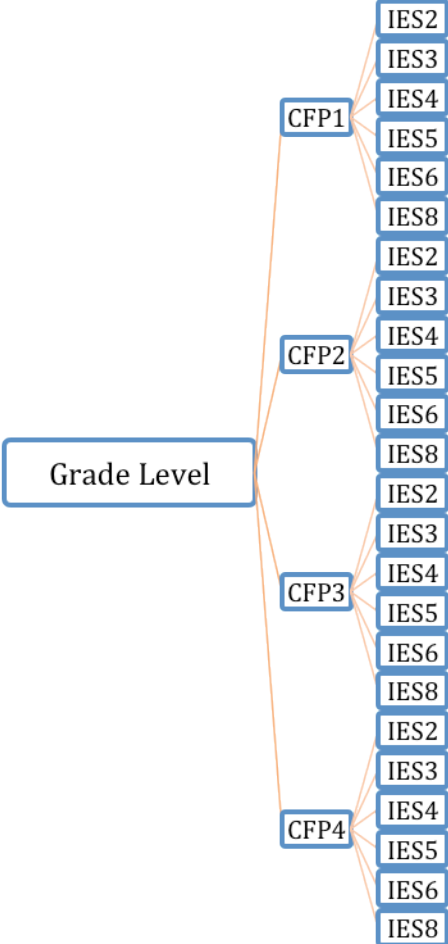 Grade Level
CFP1
IES2
IES3
IES4
IES5
IES6
IES8
CFP2
IES2
IES3
IES4
IES5
IES6
IES8
CFP3
IES2
IES3
IES4
IES5
IES6
IES8
CFP4
IES2
IES3
IES4
IES5
IES6
IES8